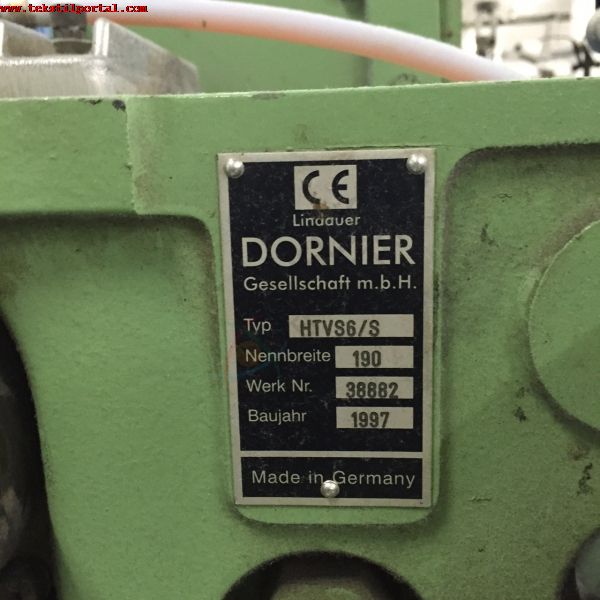 www.tekstilportal.com
CE
Lindauer
DORNIER
Gesellschaft m.b.H.
Typ HTVS6/S
Nennbreite 190
Werk Nr. 38882
Baujahr 1997
Made in Germany